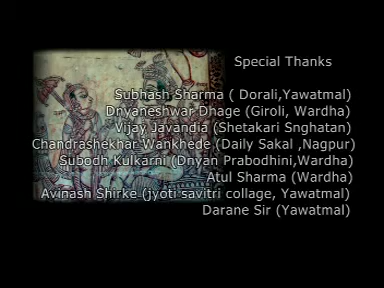 Special Thanks
Subhash Sharma ( Dorali,Yawatmal)
Dnyaneshwar Dhage (Giroli, Wardha)
Vijay Javandia (Shetakari Snghatan)
Chandrashekhar Wankhede (Daily Sakal ,Nagpur)
Subodh Kulkarni (Dnyan Prabodhini,Wardha)
Atul Sharma (Wardha)
Avinash Shirke (jyoti savitri collage, Yawatmal)
Darane Sir (Yawatmal)